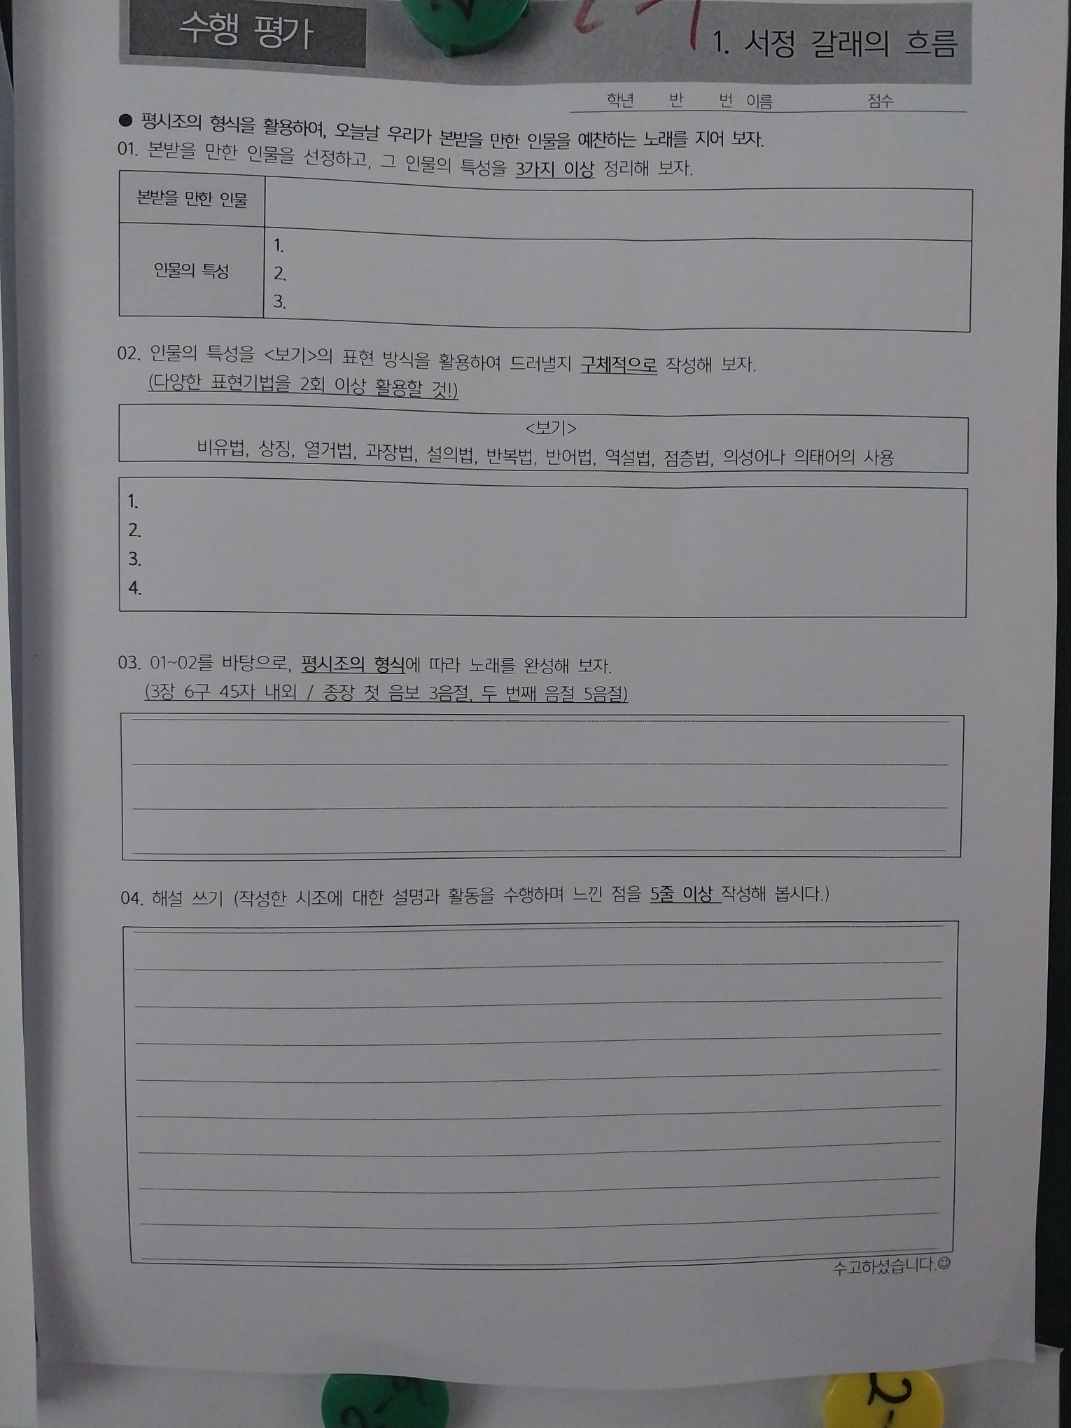 수행 평가
1. 서정 갈래의 흐름
학년 반 번 이름 점수
● 평시조의 형식을 활용하여, 오늘날 우리가 본받을 만한 인물을 예찬하는 노래를 지어 보자.
01. 본받을 만한 인물을 선정하고, 그 인물의 특성을 3가지 이상 정리해 보자.
본받을 만한 인물
인물의 특성
1.
2.
3.
02. 인물의 특성을 <보기>의 표현 방식을 활용하여 드러낼지 구체적으로 작성해 보자.
(다양한 표현기법을 2회 이상 활용할 것!)
<보기>
비유법, 상징, 열거법, 과장법, 설의법, 반복법, 반어법, 역설법, 점층법, 의성어나 의태어의 사용
1.
2.
3.
4.
03. 01~02를 바탕으로, 평시조의 형식에 따라 노래를 완성해 보자.
(3장 6구 45자 내외 / 종장 첫 음보 3음절, 두 번째 음절 5음절)
04. 해설 쓰기 (작성한 시조에 대한 설명과 활동을 수행하며 느낀 점을 5줄 이상 작성해 봅시다.)
수고하셨습니다.☺